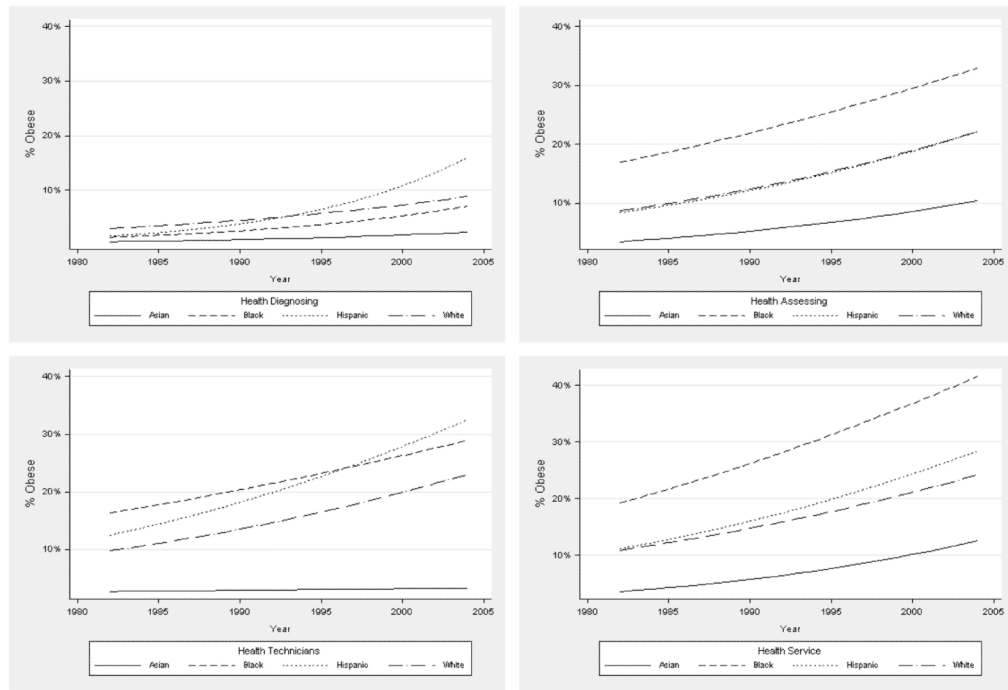 40%
30%
20%
10%
% Obese
1980 1985 1990 1995 2000 2005
Year
Health Diagnosing
Asian Black Hispanic White
40%
30%
20%
10%
% Obese
1980 1985 1990 1995 2000 2005
Year
Health Assessing
Asian Black Hispanic White
40%
30%
20%
10%
% Obese
1980 1985 1990 1995 2000 2005
Year
Health Technicians
Asian Black Hispanic White
40%
30%
20%
10%
% Obese
1980 1985 1990 1995 2000 2005
Year
Health Service
Asian Black Hispanic White